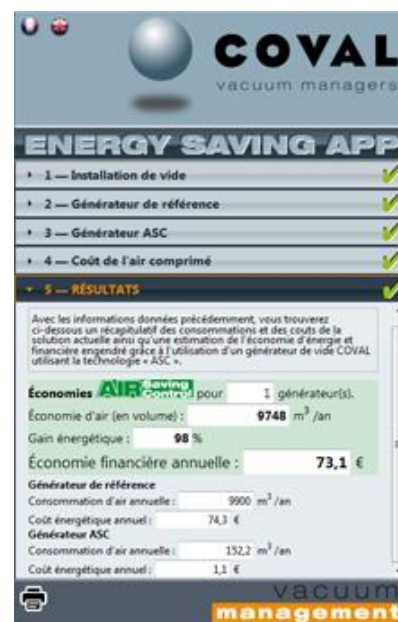 COVAL
vacuum managers
ENERGY SAVING APP
1 — Installation de vide
2 — Générateur de référence
3 — Générateur ASC
4 — Coût de l'air comprimé
5 — RÉSULTATS
Avec les informations données précédemment, vous trouverez
ci-dessous un récapitulatif des consommations et des couts de la
solution actuelle ainsi qu'une estimation de l'économie d'énergie et
financière engendré grâce à l'utilisation d'un générateur de vide COVAL
utilisant la technologie « ASC ».
Économies AIR Saving Control pour 1 générateur(s).
Économie d'air (en volume) : 9748 m³ /an
Gain énergétique : 98 %
Économie financière annuelle : 73,1 €
Générateur de référence
Consommation d'air annuelle : 9900 m³ /an
Coût énergétique annuel : 74,3 €
Générateur ASC
Consommation d'air annuelle : 152,2 m³ /an
Coût énergétique annuel : 1,1 €
vacuum
management